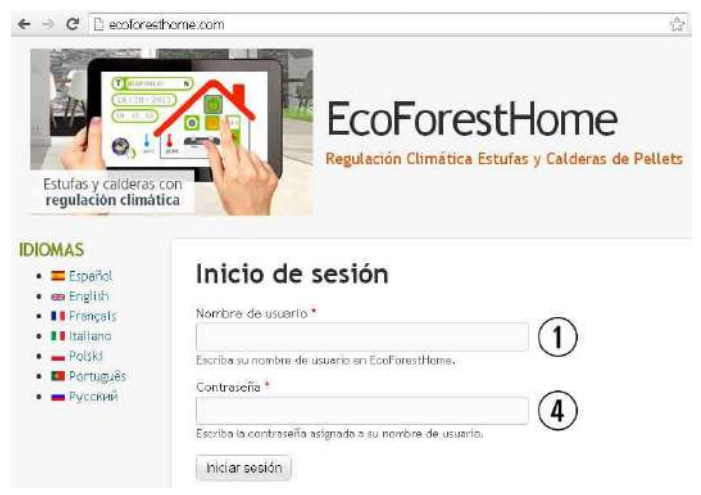 ecoforesthome.com
EcoForestHome
Regulación Climática Estufas y Calderas de Pellets
Estufas y calderas con
regulación climática
IDIOMAS
Español
English
Français
Italiano
Polski
Português
Русский
Inicio de sesión
Nombre de usuario *
1
Escriba su nombre de usuario en EcoForestHome.
Contraseña *
4
Escriba la contraseña asignada a su nombre de usuario.
Iniciar sesión